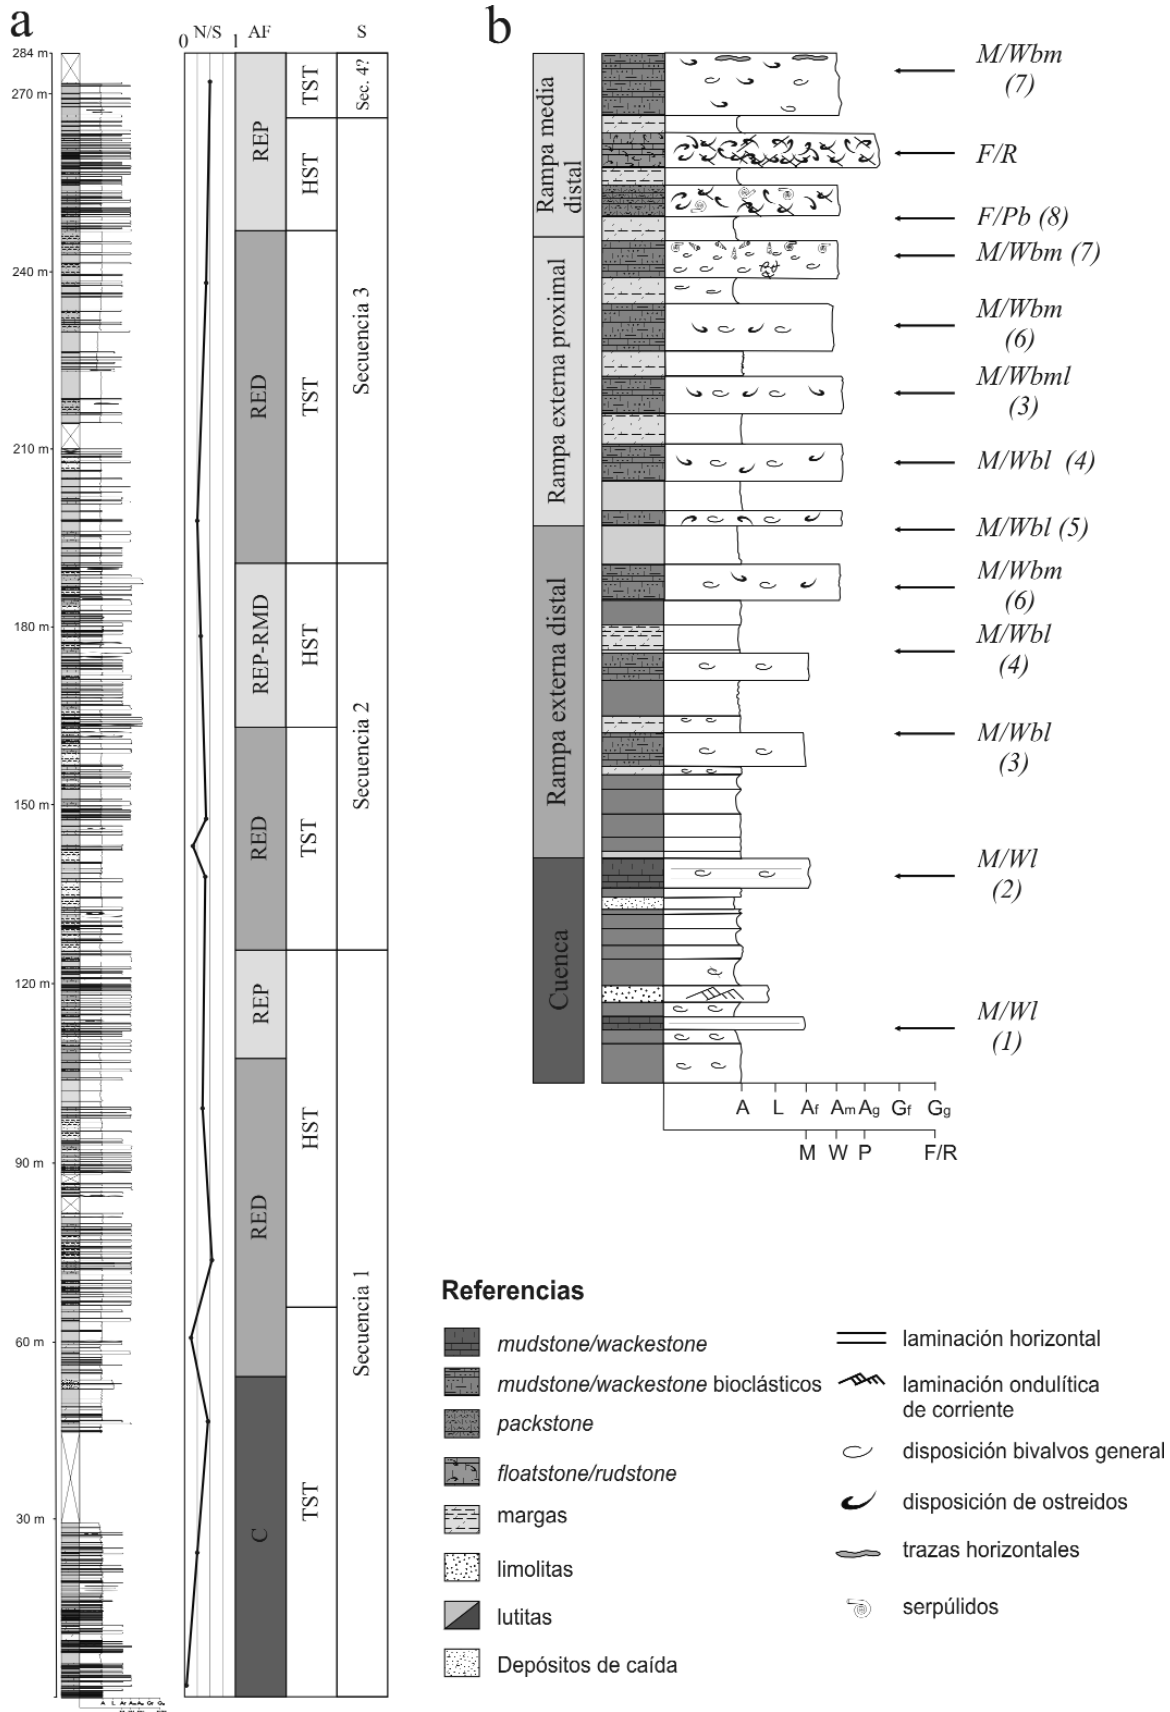 a
0 N/S 1 AF S
284 m
270 m
240 m
210 m
180 m
150 m
120 m
90 m
60 m
30 m
REP
RED
REP-RMD
RED
REP
RED
C
TST
HST
TST
HST
TST
HST
TST
Sec. 4?
Secuencia 3
Secuencia 2
Secuencia 1
A L Af Am Ag Gf Gg
b
Rampa media
distal
Rampa externa proximal
Rampa externa distal
Cuenca
M/Wbm
(7)
F/R
F/Pb (8)
M/Wbm (7)
M/Wbm
(6)
M/Wbml
(3)
M/Wbl (4)
M/Wbl (5)
M/Wbm
(6)
M/Wbl
(4)
M/Wbl
(3)
M/Wl
(2)
M/Wl
(1)
A L Af Am Ag Gf Gg
M W P F/R
Referencias
mudstone/wackestone
mudstone/wackestone bioclásticos
packstone
floatstone/rudstone
margas
limolitas
lutitas
Depósitos de caída
laminación horizontal
laminación ondulítica
de corriente
disposición bivalvos general
disposición de ostreidos
trazas horizontales
serpúlidos